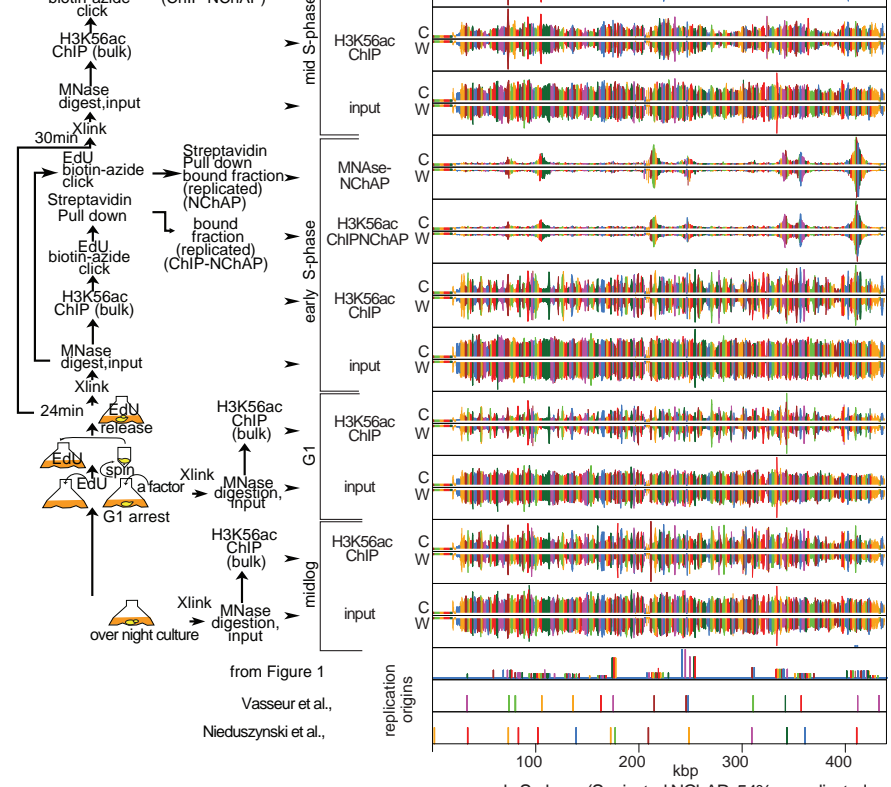 biotin-azide
click
(ChIP-NChAP)
H3K56ac
ChIP (bulk)
MNase
digest,input
Xlink
30min
EdU
biotin-azide
click
Streptavidin
Pull down
bound fraction
(replicated)
(NChAP)
Streptavidin
Pull down
bound
fraction
(replicated)
(ChIP-NChAP)
EdU
biotin-azide
click
H3K56ac
ChIP (bulk)
MNase
digest,input
Xlink
24min
EdU
release
EdU
spin
EdU
a factor
G1 arrest
Xlink
MNase
digestion,
input
H3K56ac
ChIP
(bulk)
H3K56ac
ChIP
(bulk)
over night culture
Xlink
MNase
digestion,
input
mid S-phase
H3K56ac
ChIP
C
W
input
C
W
early S-phase
MNAse-
NChAP
C
W
H3K56ac
ChIPNChAP
C
W
H3K56ac
ChIP
C
W
input
C
W
G1
H3K56ac
ChIP
C
W
input
C
W
midlog
H3K56ac
ChIP
C
W
input
C
W
from Figure 1
Vasseur et al.,
Nieduszynski et al.,
replication
origins
100
200
300
400
kbp